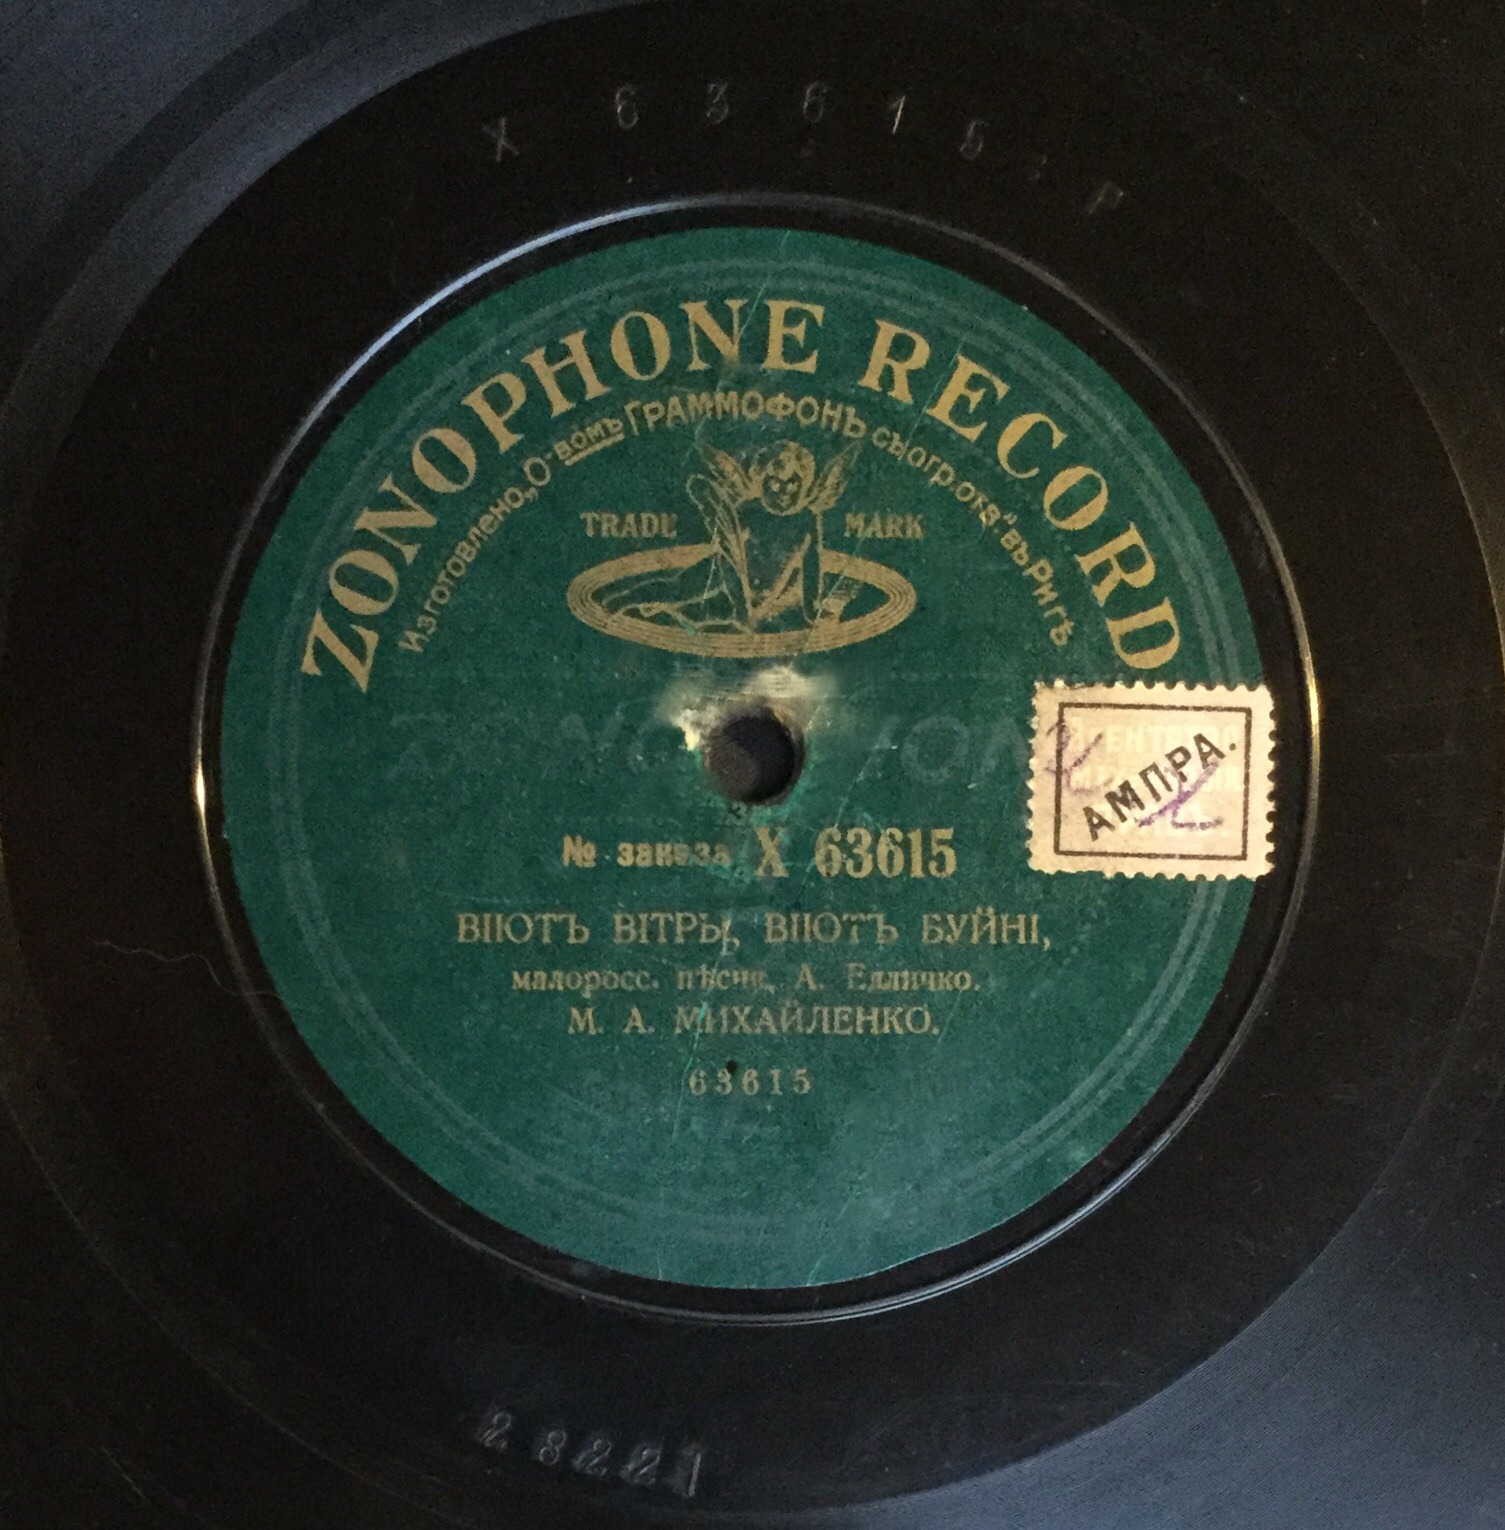 X 63615
ZONOPHONE RECORD
Изготовлено „О-вомъ ГРАММОФОНЪ съ огр. отв“ въ Ригѣ
TRADE MARK
АМПРА.
№ заказа X 63615
ВІЮТЪ ВІТРЫ, ВІЮТЪ БУЙНІ,
малоросс. пѣсня, А. Едличко.
М. А. МИХАЙЛЕНКО.
63615
28221